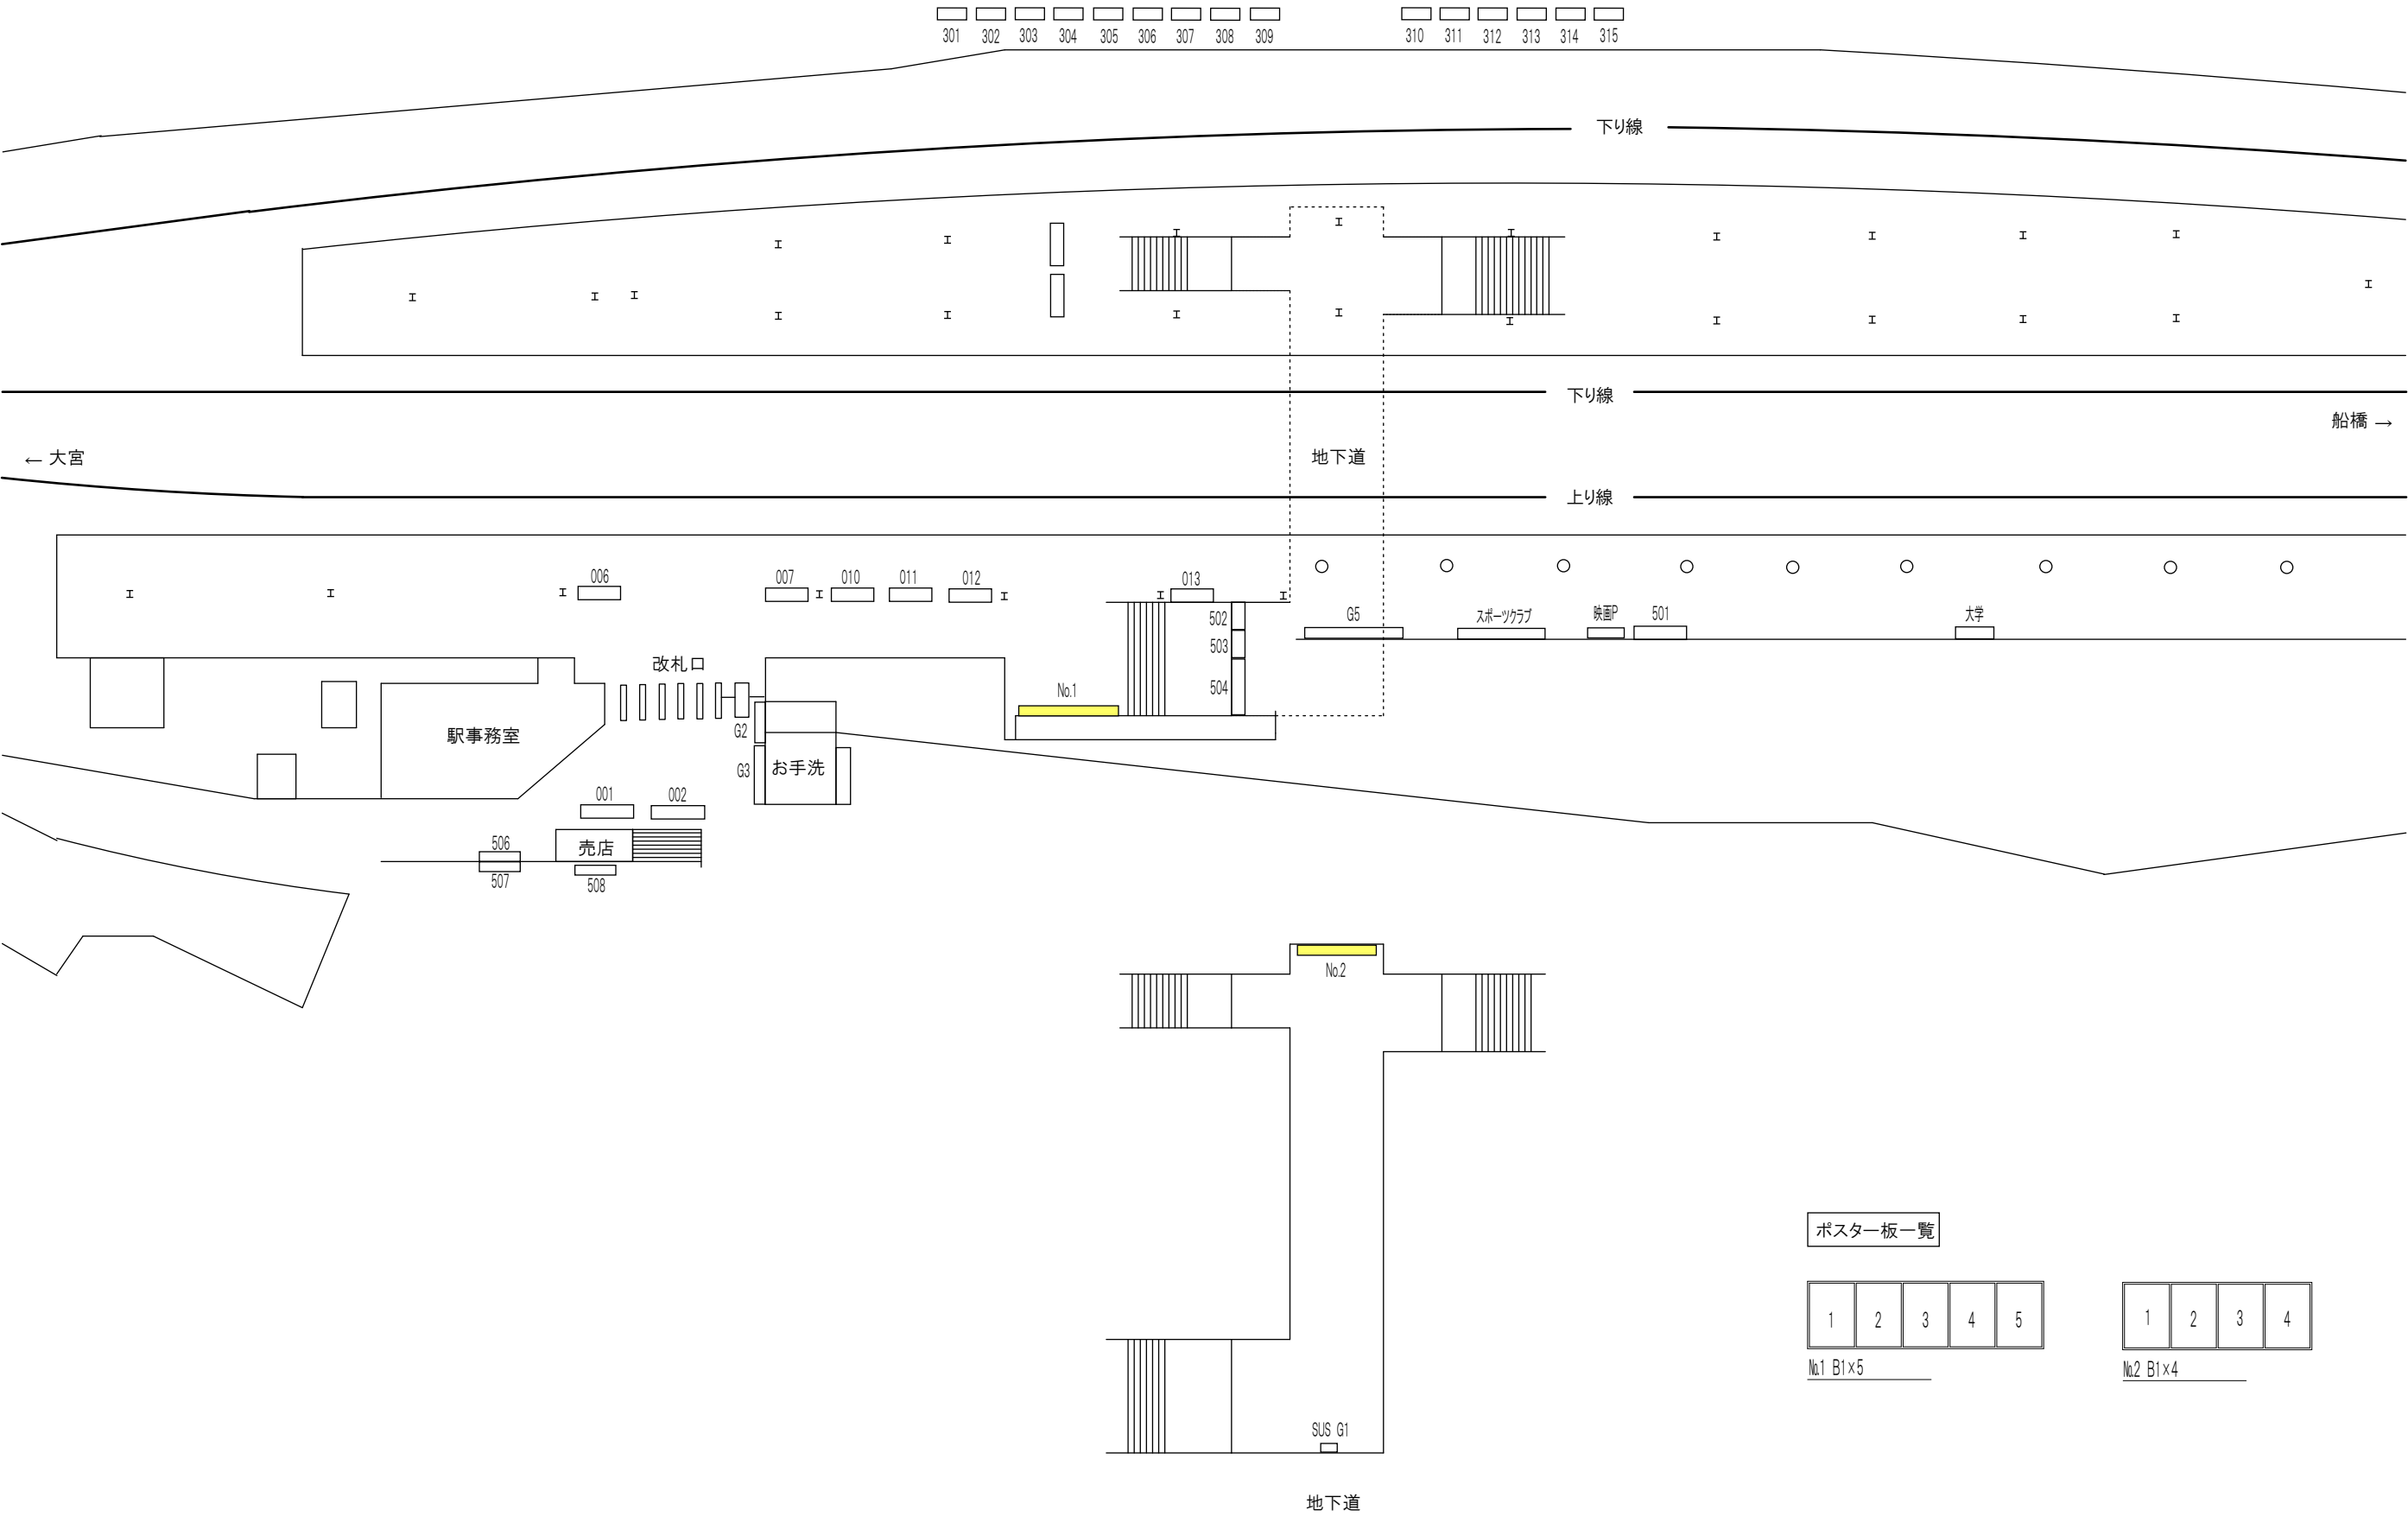 301 302 303 304 305 306 307 308 309 310 311 312 313 314 315
下り線
下り線
船橋 →
← 大宮
地下道
上り線
006 007 010 011 012 013
502
503
504
G5 スポーツクラブ 映画P 501 大学
改札口
No.1
駅事務室
G2
G3
お手洗
001 002
506
507
売店
508
No.2
ポスター板一覧
1 2 3 4 5
№1 B1×5
1 2 3 4
№2 B1×4
SUS G1
地下道